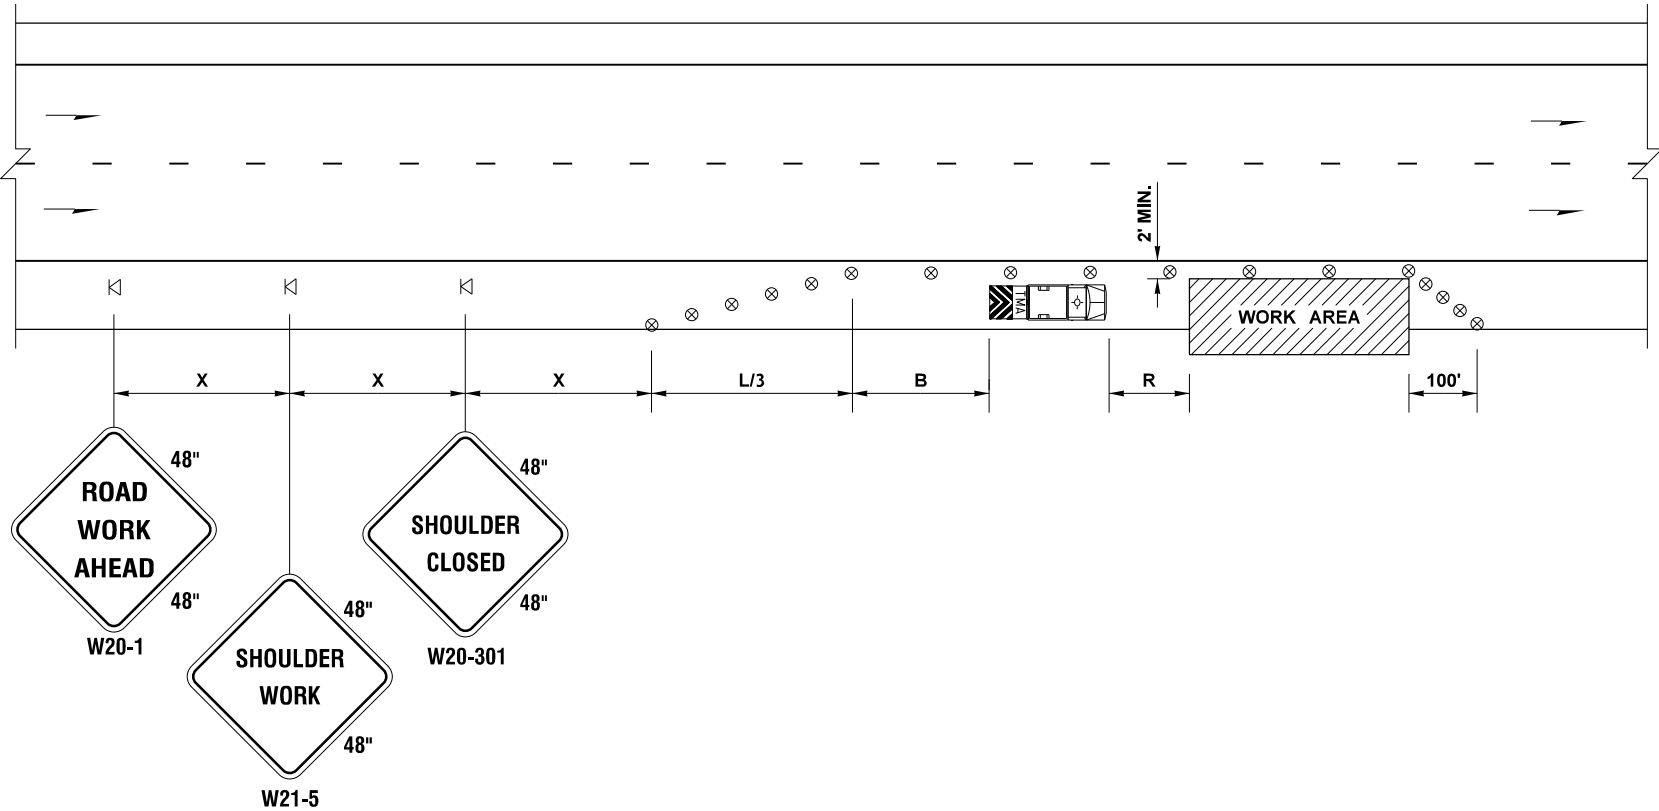 2' MIN.
TMA
WORK AREA
X
X
X
L/3
B
R
100'
ROAD
WORK
AHEAD
48"
48"
W20-1
SHOULDER
WORK
48"
48"
W21-5
SHOULDER
CLOSED
48"
48"
W20-301